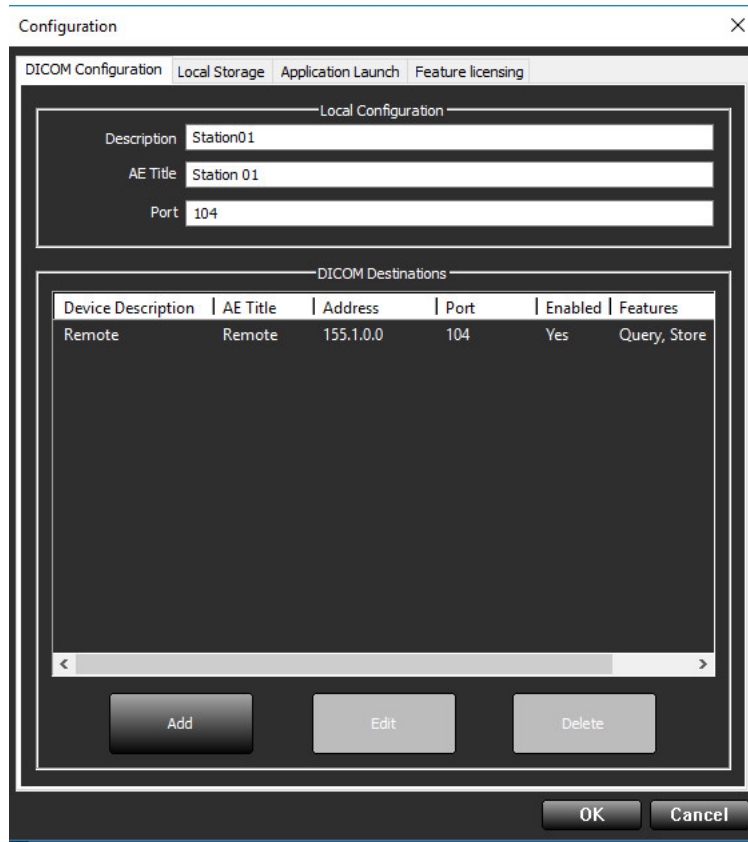 Configuration
DICOM Configuration Local Storage Application Launch Feature licensing
Local Configuration
Description Station01
AE Title Station 01
Port 104
DICOM Destinations
Device Description AE Title Address Port Enabled Features
Remote Remote 155.1.0.0 104 Yes Query, Store
Add Edit Delete
OK Cancel